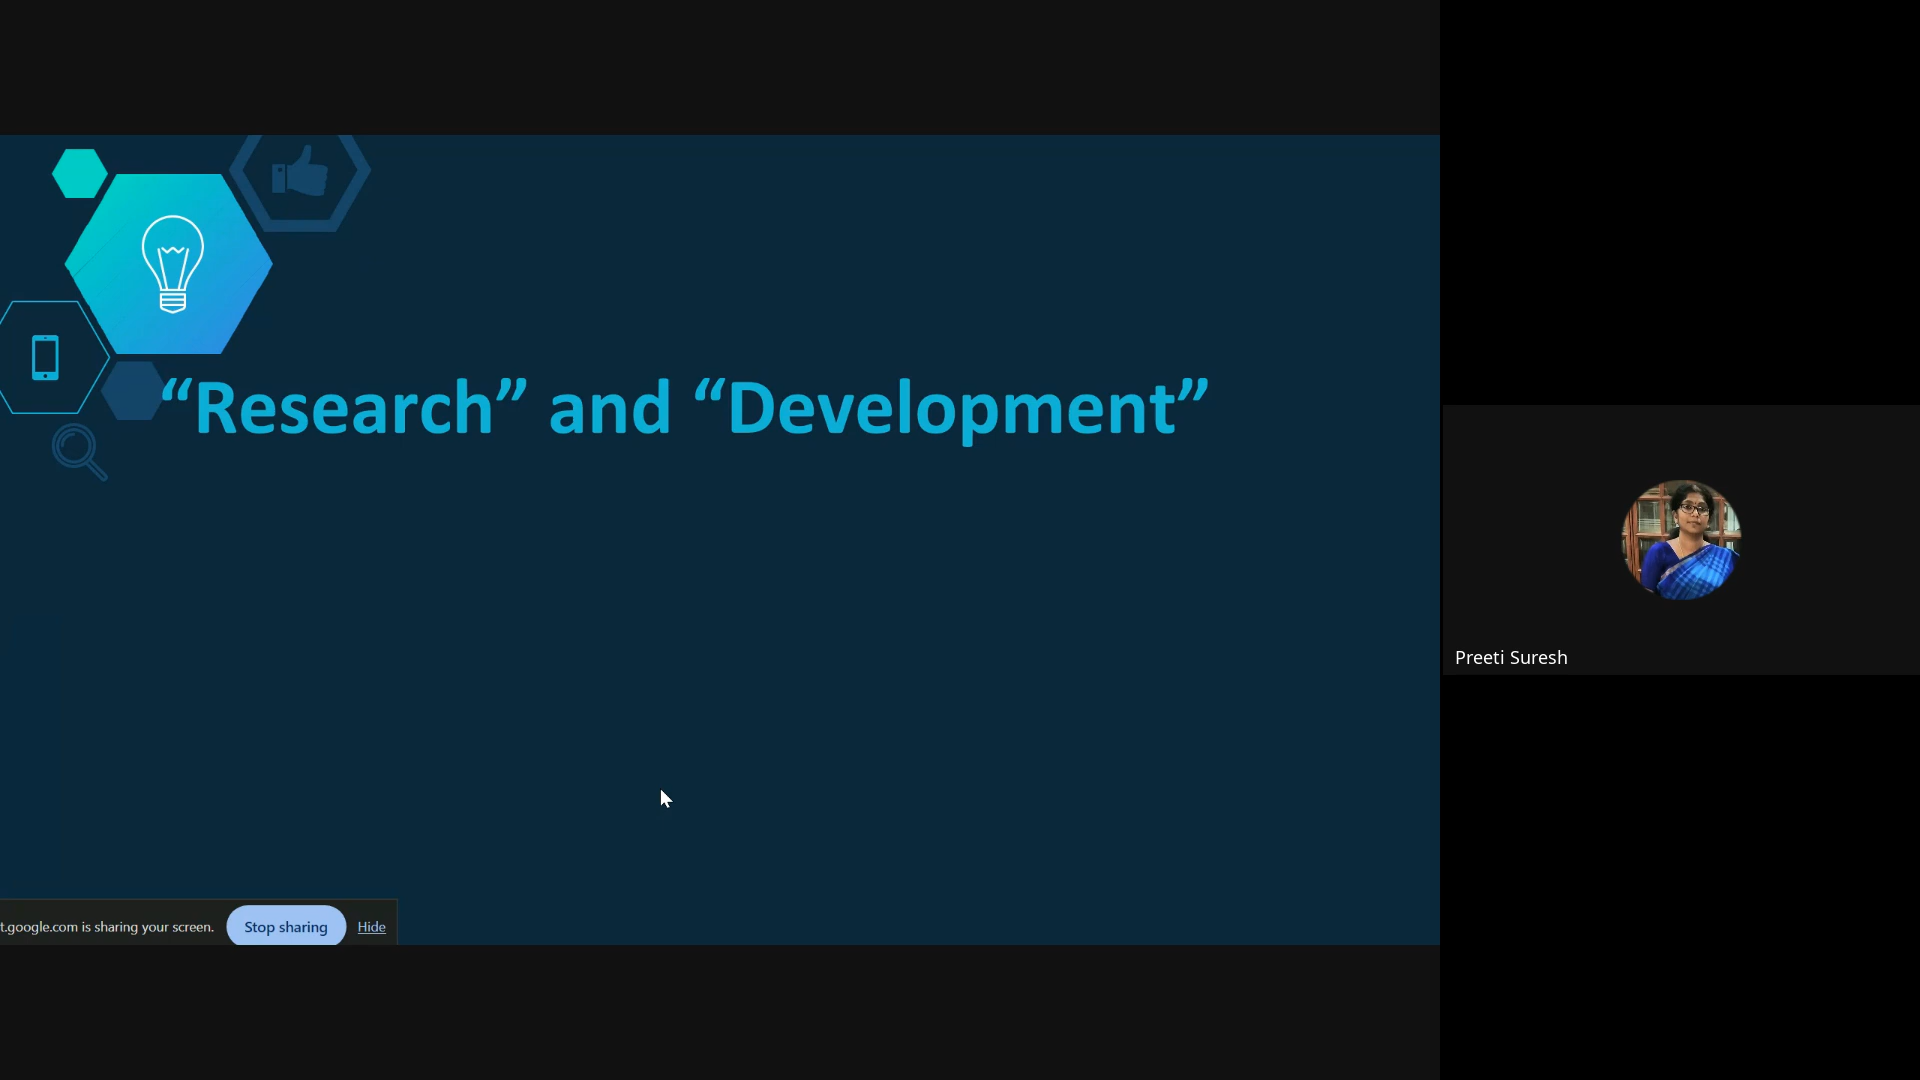 “Research” and “Development”
Preeti Suresh
t.google.com is sharing your screen. Stop sharing Hide